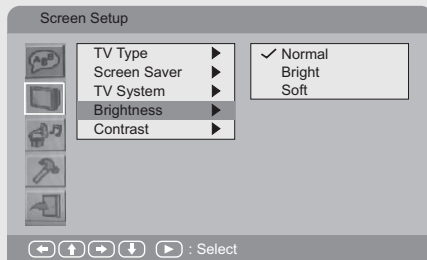 Screen Setup
TV Type
Screen Saver
TV System
Brightness
Contrast
Normal
Bright
Soft
: Select